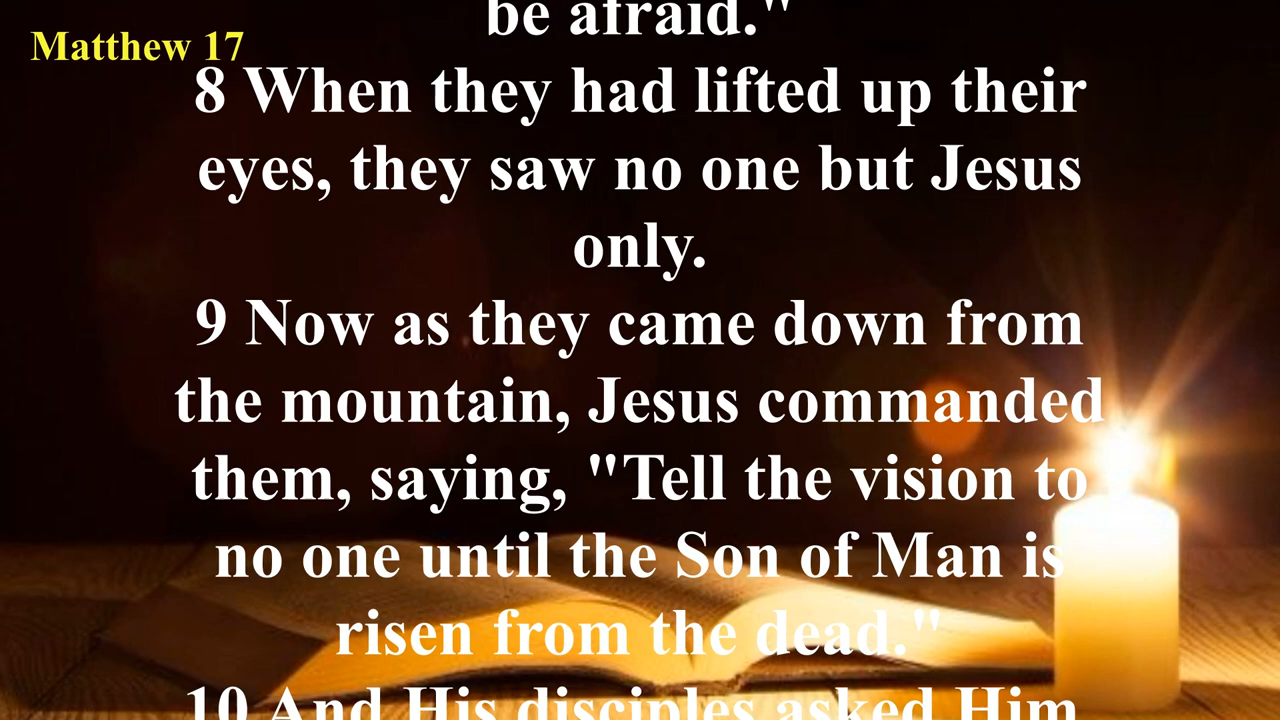 be afraid."
Matthew 17
8 When they had lifted up their
eyes, they saw no one but Jesus
only.
9 Now as they came down from
the mountain, Jesus commanded
them, saying, "Tell the vision to
no one until the Son of Man is
risen from the dead."
10 And His disciples asked Him,